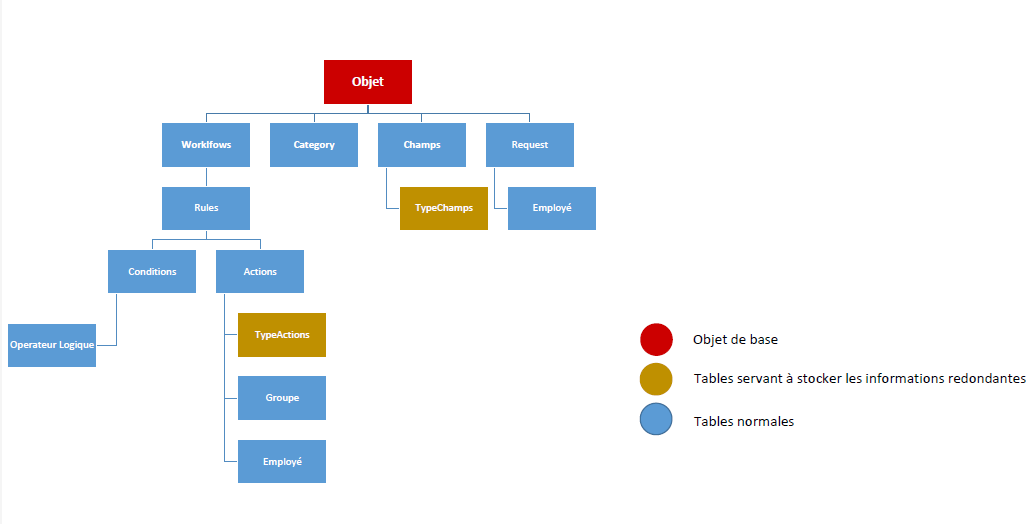 Objet
Worklfows
Category
Champs
Request
Rules
TypeChamps
Employé
Conditions
Actions
Operateur Logique
TypeActions
Groupe
Employé
Objet de base
Tables servant à stocker les informations redondantes
Tables normales